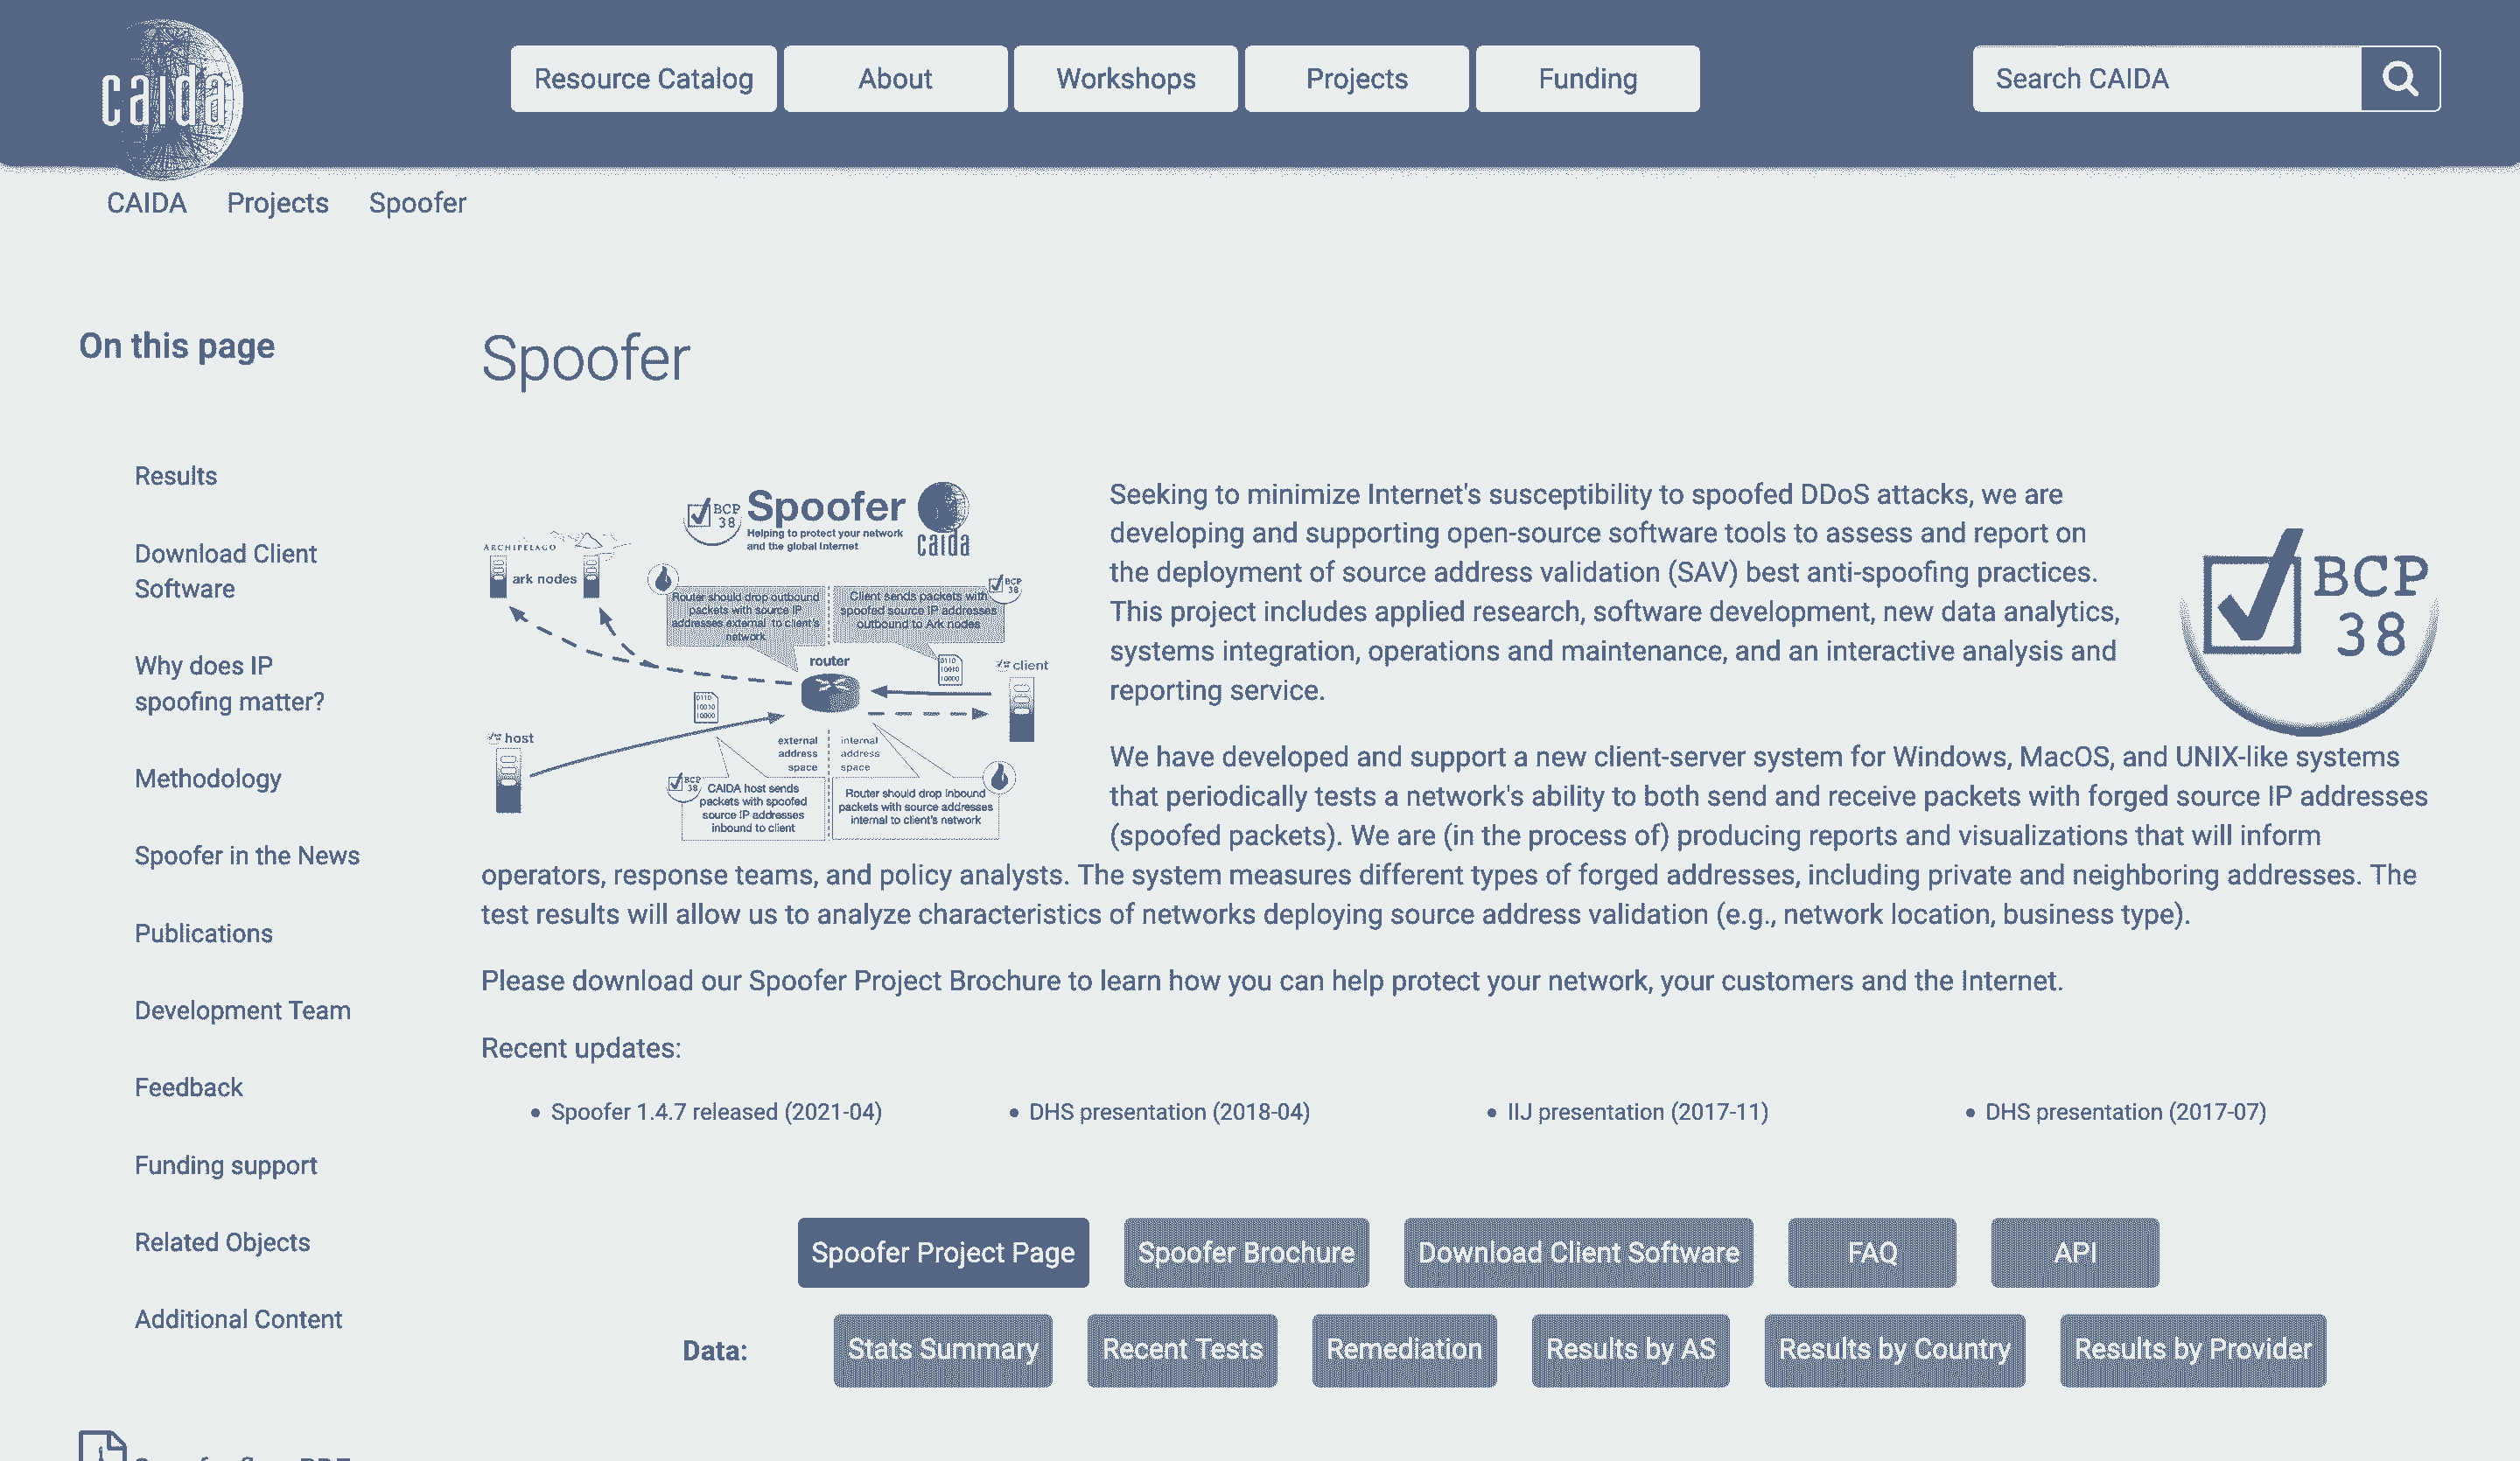 caida
Resource Catalog
About
Workshops
Projects
Funding
Search CAIDA
CAIDA
Projects
Spoofer
On this page
Results
Download Client
Software
Why does IP
spoofing matter?
Methodology
Spoofer in the News
Publications
Development Team
Feedback
Funding support
Related Objects
Additional Content
Spoofer
BCP
38
Spoofer
Helping to protect your network
and the global Internet
caida
ARCHIPELAGO
ark nodes
Router should drop outbound
packets with source IP
addresses external to client's
network
Client sends packets with
spoofed source IP addresses
outbound to Ark nodes
BCP
38
router
client
0110
10010
10000
0110
10010
10000
host
external
address
space
internal
address
space
BCP
38
CAIDA host sends
packets with spoofed
source IP addresses
inbound to client
Router should drop inbound
packets with source addresses
internal to client's network
Seeking to minimize Internet's susceptibility to spoofed DDoS attacks, we are
developing and supporting open-source software tools to assess and report on
the deployment of source address validation (SAV) best anti-spoofing practices.
This project includes applied research, software development, new data analytics,
systems integration, operations and maintenance, and an interactive analysis and
reporting service.
BCP
38
We have developed and support a new client-server system for Windows, MacOS, and UNIX-like systems
that periodically tests a network's ability to both send and receive packets with forged source IP addresses
(spoofed packets). We are (in the process of) producing reports and visualizations that will inform
operators, response teams, and policy analysts. The system measures different types of forged addresses, including private and neighboring addresses. The
test results will allow us to analyze characteristics of networks deploying source address validation (e.g., network location, business type).
Please download our Spoofer Project Brochure to learn how you can help protect your network, your customers and the Internet.
Recent updates:
• Spoofer 1.4.7 released (2021-04)
• DHS presentation (2018-04)
• IIJ presentation (2017-11)
• DHS presentation (2017-07)
Spoofer Project Page
Spoofer Brochure
Download Client Software
FAQ
API
Data:
Stats Summary
Recent Tests
Remediation
Results by AS
Results by Country
Results by Provider